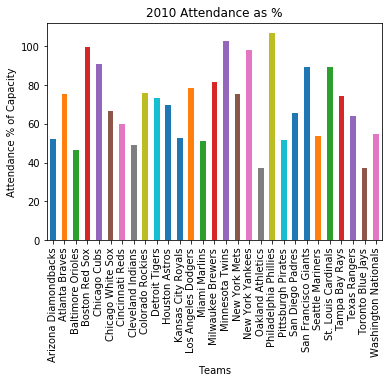 2010 Attendance as %
Attendance % of Capacity
100
80
60
40
20
0
Arizona Diamondbacks
Atlanta Braves
Baltimore Orioles
Boston Red Sox
Chicago Cubs
Chicago White Sox
Cincinnati Reds
Cleveland Indians
Colorado Rockies
Detroit Tigers
Houston Astros
Kansas City Royals
Los Angeles Dodgers
Miami Marlins
Milwaukee Brewers
Minnesota Twins
New York Mets
New York Yankees
Oakland Athletics
Philadelphia Phillies
Pittsburgh Pirates
San Diego Padres
San Francisco Giants
Seattle Mariners
St. Louis Cardinals
Tampa Bay Rays
Texas Rangers
Toronto Blue Jays
Washington Nationals
Teams